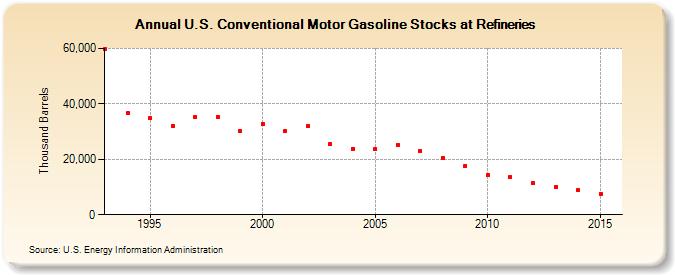 Annual U.S. Conventional Motor Gasoline Stocks at Refineries
Thousand Barrels
60,000
40,000
20,000
0
1995 2000 2005 2010 2015
Source: U.S. Energy Information Administration